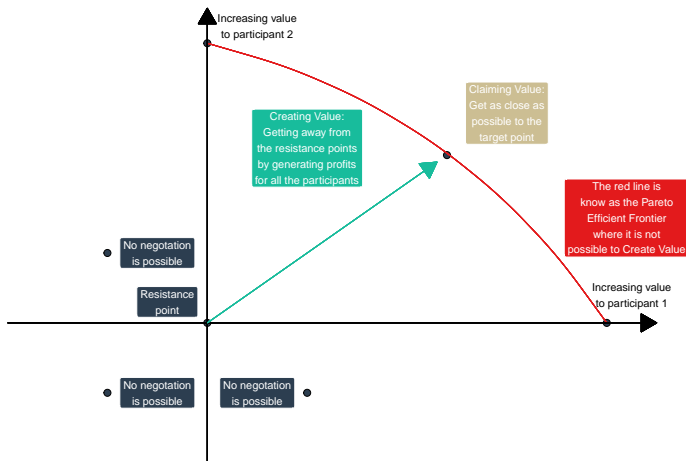 Increasing value
to participant 2
Claiming Value:
Get as close as
possible to the
target point
Creating Value:
Getting away from
the resistance points
by generating profits
for all the participants
The red line is
know as the Pareto
Efficient Frontier
where it is not
possible to Create Value
No negotation
is possible
Resistance
point
Increasing value
to participant 1
No negotation
is possible
No negotation
is possible